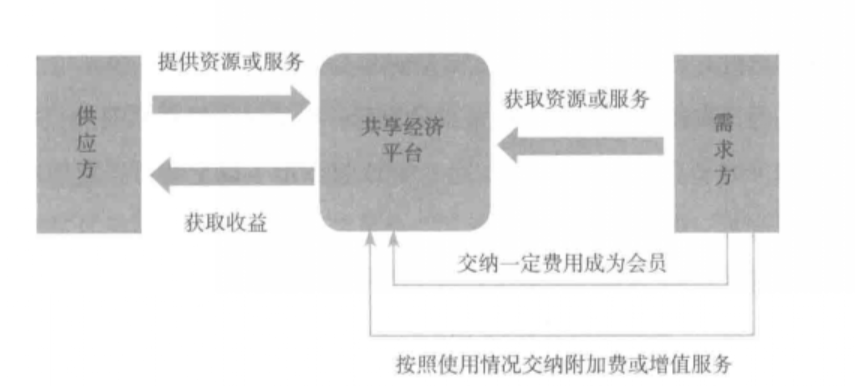 提供资源或服务
供应方
获取收益
共享经济
平台
获取资源或服务
需求方
交纳一定费用成为会员
按照使用情况交纳附加费或增值服务